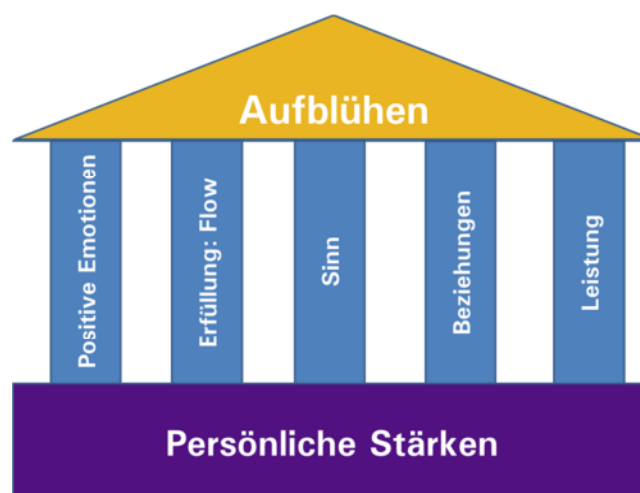 Aufblühen
Positive Emotionen
Erfüllung: Flow
Sinn
Beziehungen
Leistung
Persönliche Stärken